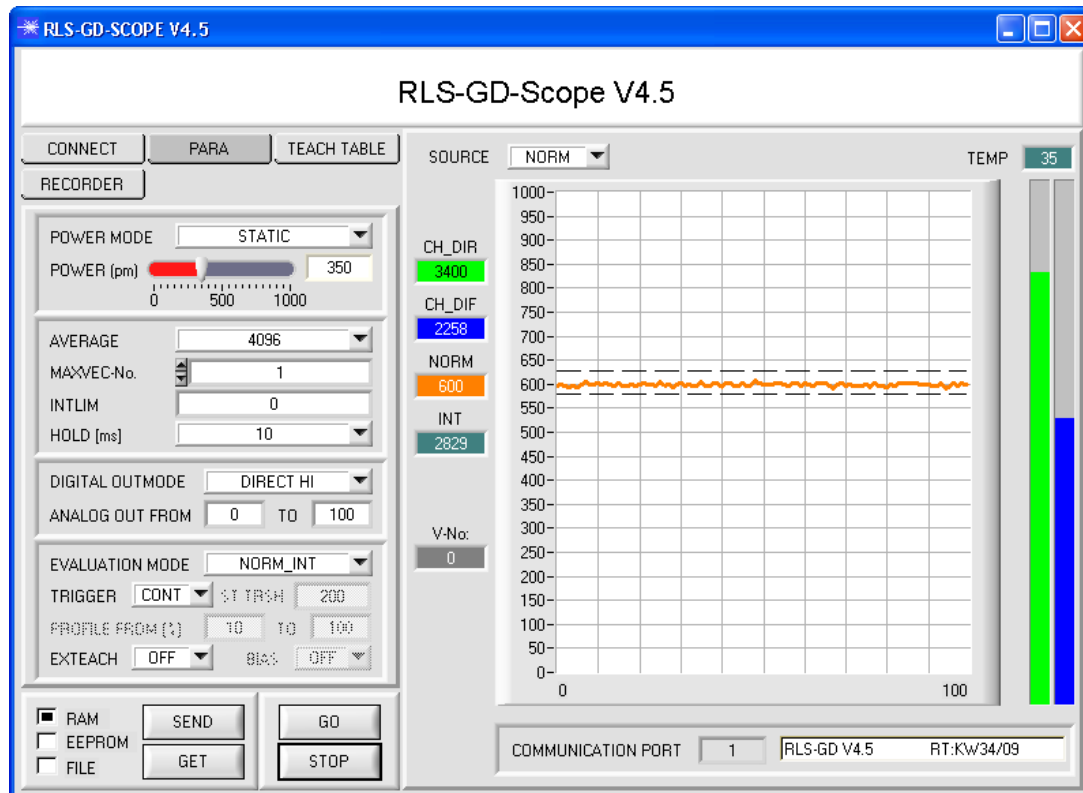 RLS-GD-SCOPE V4.5
RLS-GD-Scope V4.5
CONNECT PARA TEACH TABLE
RECORDER
POWER MODE STATIC
POWER (pm) 350
0 500 1000
AVERAGE 4096
MAXVEC-No. 1
INTLIM 0
HOLD [ms] 10
DIGITAL OUTMODE DIRECT HI
ANALOG OUT FROM 0 TO 100
EVALUATION MODE NORM_INT
TRIGGER CONT ST TRSH 200
PROFILE FROM (%) 10 TO 100
EXTEACH OFF BIAS OFF
RAM
EEPROM
FILE
SEND
GET
GO
STOP
SOURCE NORM
TEMP 35
CH_DIR
3400
CH_DIF
2258
NORM
600
INT
2829
V-No:
0
1000
950
900
850
800
750
700
650
600
550
500
450
400
350
300
250
200
150
100
50
0
0 100
COMMUNICATION PORT 1 RLS-GD V4.5 RT:KW34/09